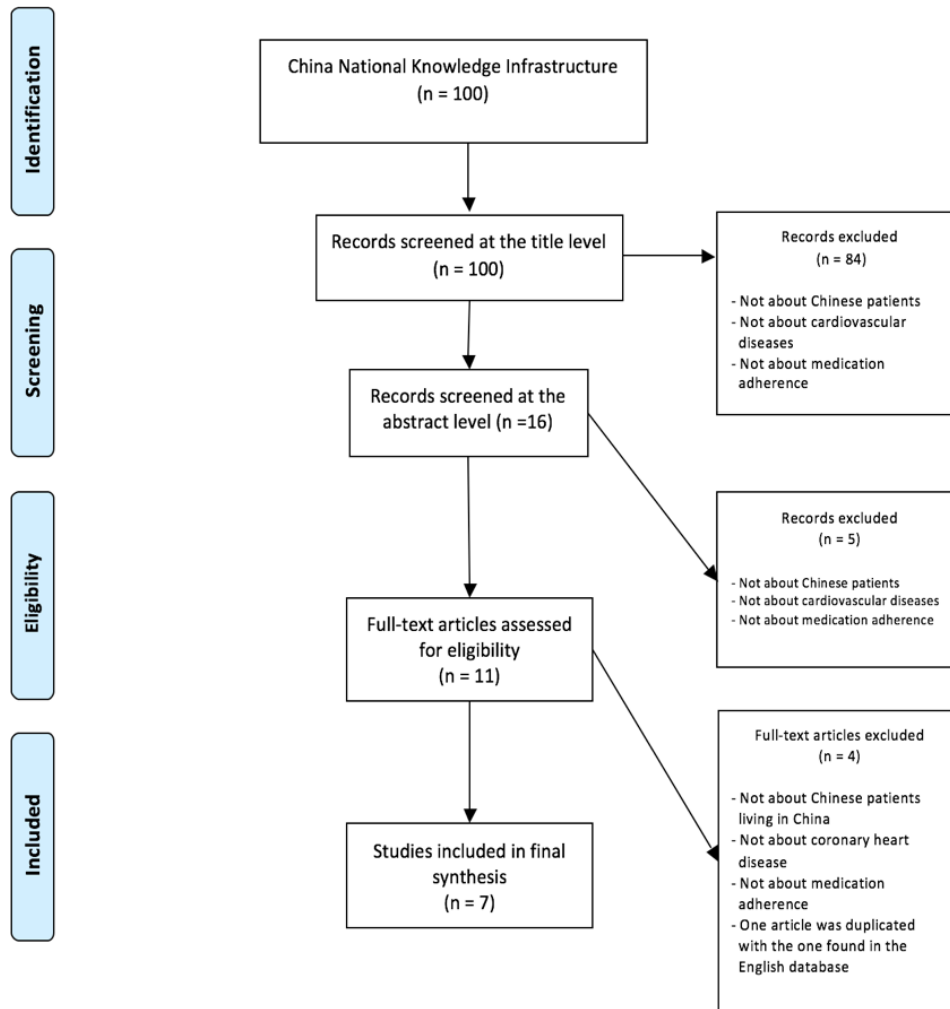 Identification
China National Knowledge Infrastructure
(n = 100)
Records screened at the title level
(n = 100)
Records excluded
(n = 84)
- Not about Chinese patients
- Not about cardiovascular
diseases
- Not about medication
adherence
Screening
Records screened at the
abstract level (n =16)
Records excluded
(n = 5)
- Not about Chinese patients
- Not about cardiovascular diseases
- Not about medication adherence
Eligibility
Full-text articles assessed
for eligibility
(n = 11)
Full-text articles excluded
(n = 4)
- Not about Chinese patients
living in China
- Not about coronary heart
disease
- Not about medication
adherence
- One article was duplicated
with the one found in the
English database
Included
Studies included in final
synthesis
(n = 7)